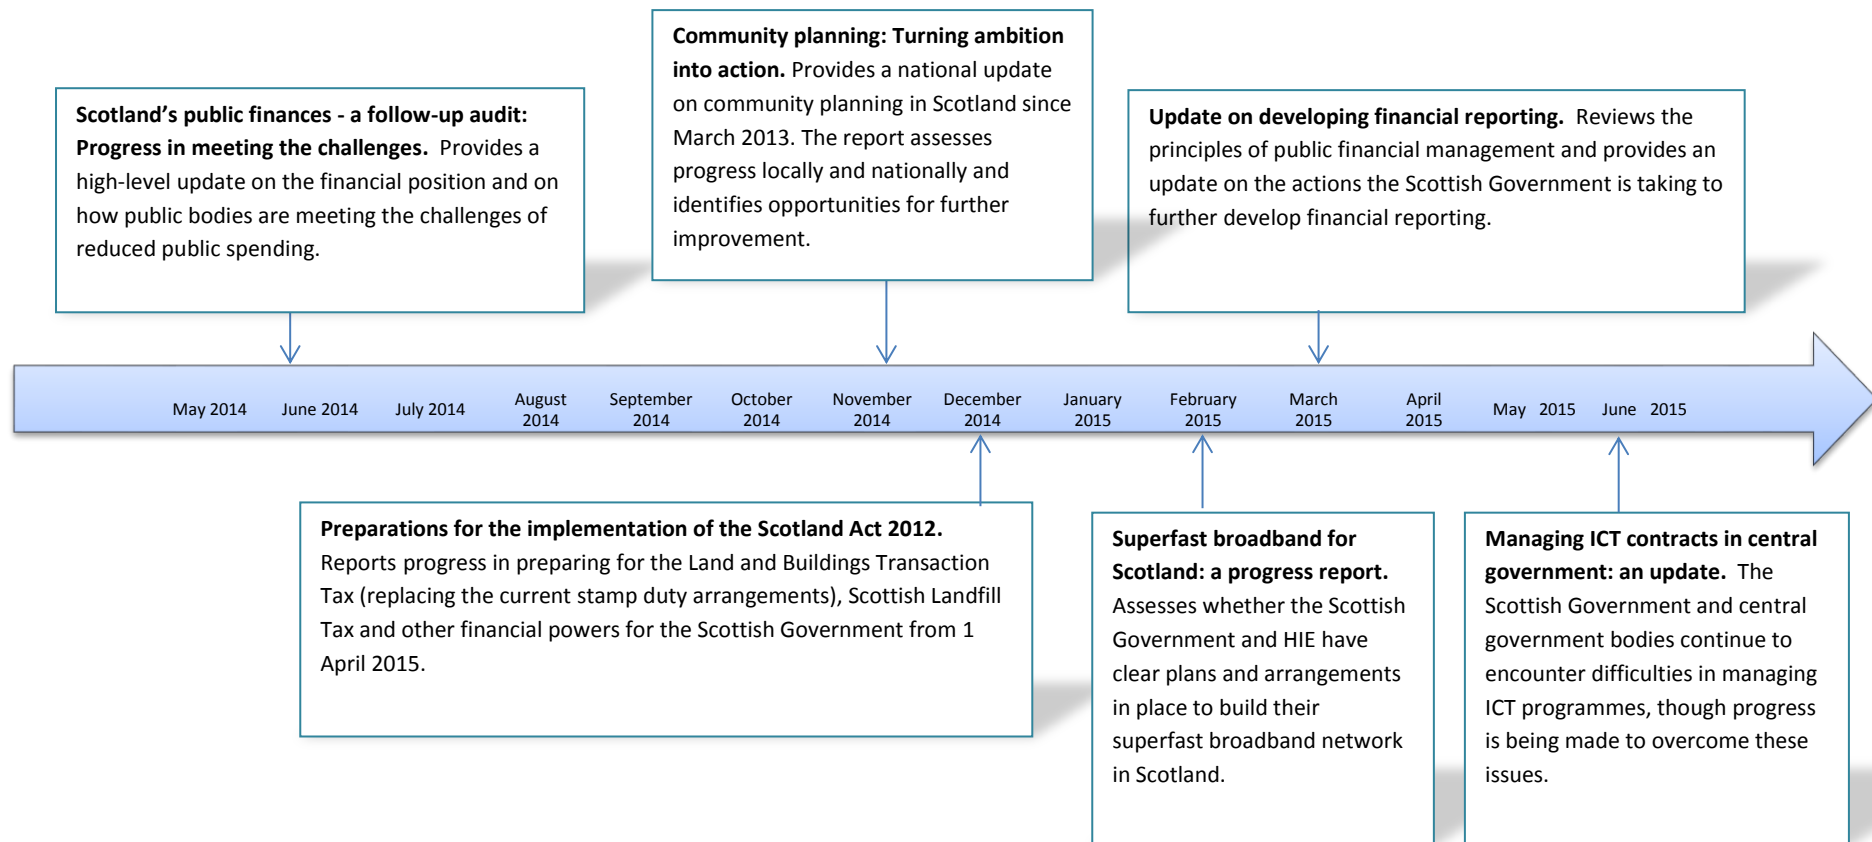 Scotland's public finances - a follow-up audit:
Progress in meeting the challenges. Provides a
high-level update on the financial position and on
how public bodies are meeting the challenges of
reduced public spending.
Community planning: Turning ambition
into action. Provides a national update
on community planning in Scotland since
March 2013. The report assesses
progress locally and nationally and
identifies opportunities for further
improvement.
Update on developing financial reporting. Reviews the
principles of public financial management and provides an
update on the actions the Scottish Government is taking to
further develop financial reporting.
May 2014
June 2014
July 2014
August
2014
September
2014
October
2014
November
2014
December
2014
January
2015
February
2015
March
2015
April
2015
May 2015
June 2015
Preparations for the implementation of the Scotland Act 2012.
Reports progress in preparing for the Land and Buildings Transaction
Tax (replacing the current stamp duty arrangements), Scottish Landfill
Tax and other financial powers for the Scottish Government from 1
April 2015.
Superfast broadband for
Scotland: a progress report.
Assesses whether the Scottish
Government and HIE have
clear plans and arrangements
in place to build their
superfast broadband network
in Scotland.
Managing ICT contracts in central
government: an update. The
Scottish Government and central
government bodies continue to
encounter difficulties in managing
ICT programmes, though progress
is being made to overcome these
issues.